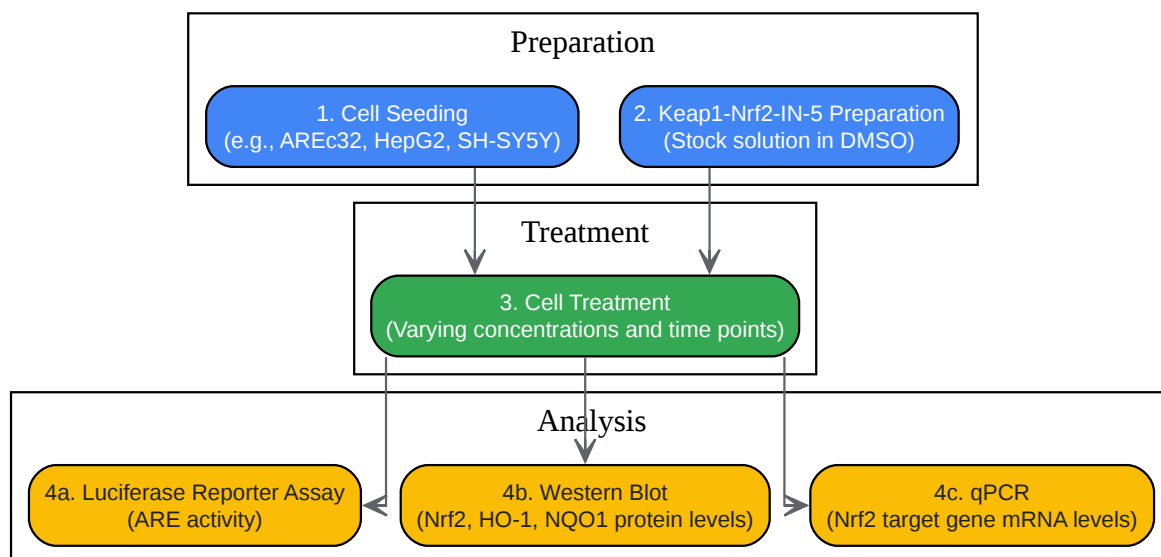 Preparation
1. Cell Seeding
(e.g., AREc32, HepG2, SH-SY5Y)
2. Keap1-Nrf2-IN-5 Preparation
(Stock solution in DMSO)
Treatment
3. Cell Treatment
(Varying concentrations and time points)
Analysis
4a. Luciferase Reporter Assay
(ARE activity)
4b. Western Blot
(Nrf2, HO-1, NQO1 protein levels)
4c. qPCR
(Nrf2 target gene mRNA levels)